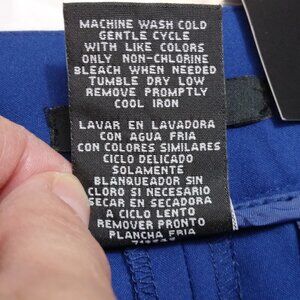 MACHINE WASH COLD
GENTLE CYCLE
WITH LIKE COLORS
ONLY NON-CHLORINE
BLEACH WHEN NEEDED
TUMBLE DRY LOW
REMOVE PROMPTLY
COOL IRON
LAVAR EN LAVADORA
CON AGUA FRIA
CON COLORES SIMILARES
CICLO DELICADO
SOLAMENTE
BLANQUEADOR SIN
CLORO SI NECESARIO
SECAR EN SECADORA
A CICLO LENTO
REMOVER PRONTO
PLANCHA FRIA